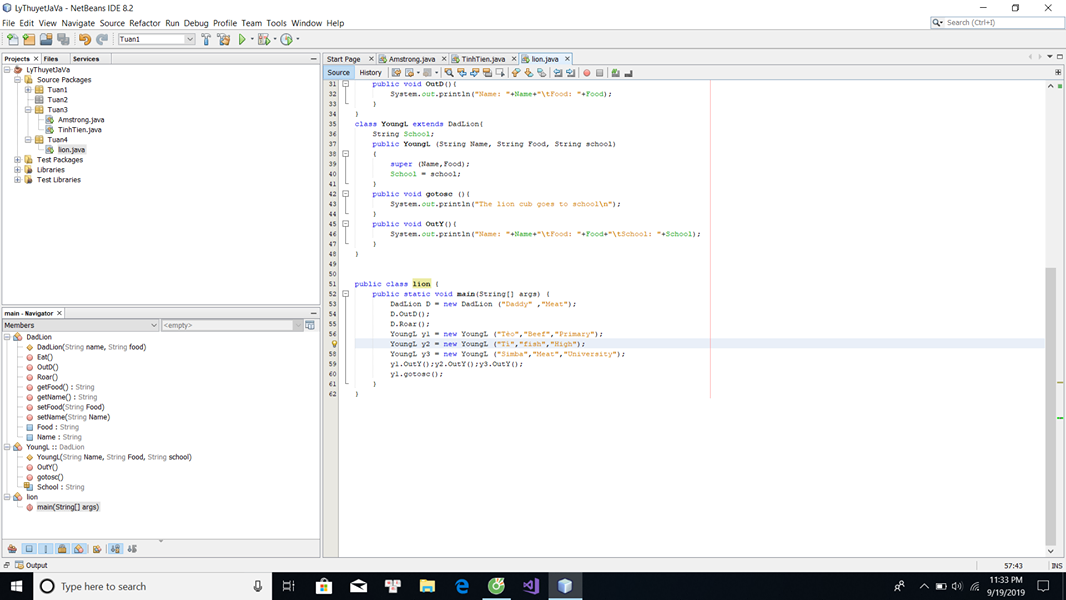 LyThuyetJaVa - NetBeans IDE 8.2
File Edit View Navigate Source Refactor Run Debug Profile Team Tools Window Help
Search (Ctrl+I)
Tuan1
Projects Files Services
LyThuyetJaVa
Source Packages
Tuan1
Tuan2
Tuan3
Amstrong.java
TinhTien.java
Tuan4
lion.java
Test Packages
Libraries
Test Libraries
main - Navigator
Members <empty>
DadLion
DadLion(String name, String food)
Eat()
OutD()
Roar()
getFood() : String
getName() : String
setFood(String Food)
setName(String Name)
Food : String
Name : String
YoungL :: DadLion
YoungL(String Name, String Food, String school)
OutY()
gotosc()
School : String
lion
main(String[] args)
Start Page Amstrong.java TinhTien.java lion.java
Source History
31 public void OutD(){
32 System.out.println("Name: "+Name+"\tFood: "+Food);
33 }
34 }
35 class YoungL extends DadLion{
36 String School;
37 public YoungL (String Name, String Food, String school)
38 {
39 super (Name,Food);
40 School = school;
41 }
42 public void gotosc (){
43 System.out.println("The lion cub goes to school\n");
44 }
45 public void OutY(){
46 System.out.println("Name: "+Name+"\tFood: "+Food+"\tSchool: "+School);
47 }
48 }
49
50
51 public class lion {
52 public static void main(String[] args) {
53 DadLion D = new DadLion ("Daddy" ,"Meat");
54 D.OutD();
55 D.Roar();
56 YoungL y1 = new YoungL ("Tèo","Beef","Primary");
YoungL y2 = new YoungL ("Tí","fish","High");
58 YoungL y3 = new YoungL ("Simba","Meat","University");
59 y1.OutY();y2.OutY();y3.OutY();
60 y1.gotosc();
61 }
62 }
Output
57:43 INS
Type here to search
11:33 PM
9/19/2019